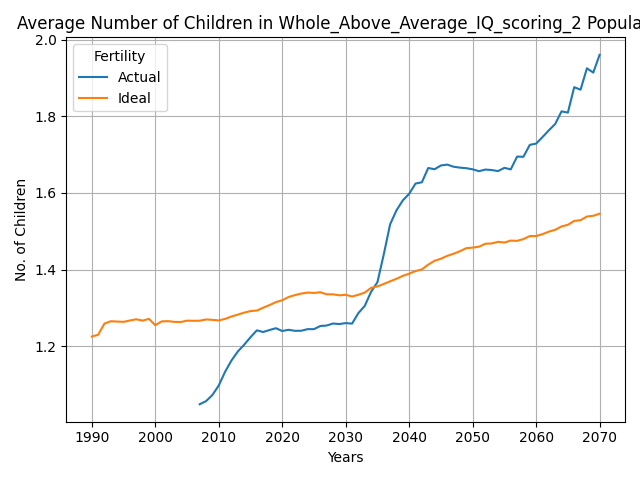 Average Number of Children in Whole_Above_Average_IQ_scoring_2 Popula
2.0
1.8
1.6
1.4
1.2
No. of Children
Fertility
Actual
Ideal
1990 2000 2010 2020 2030 2040 2050 2060 2070
Years